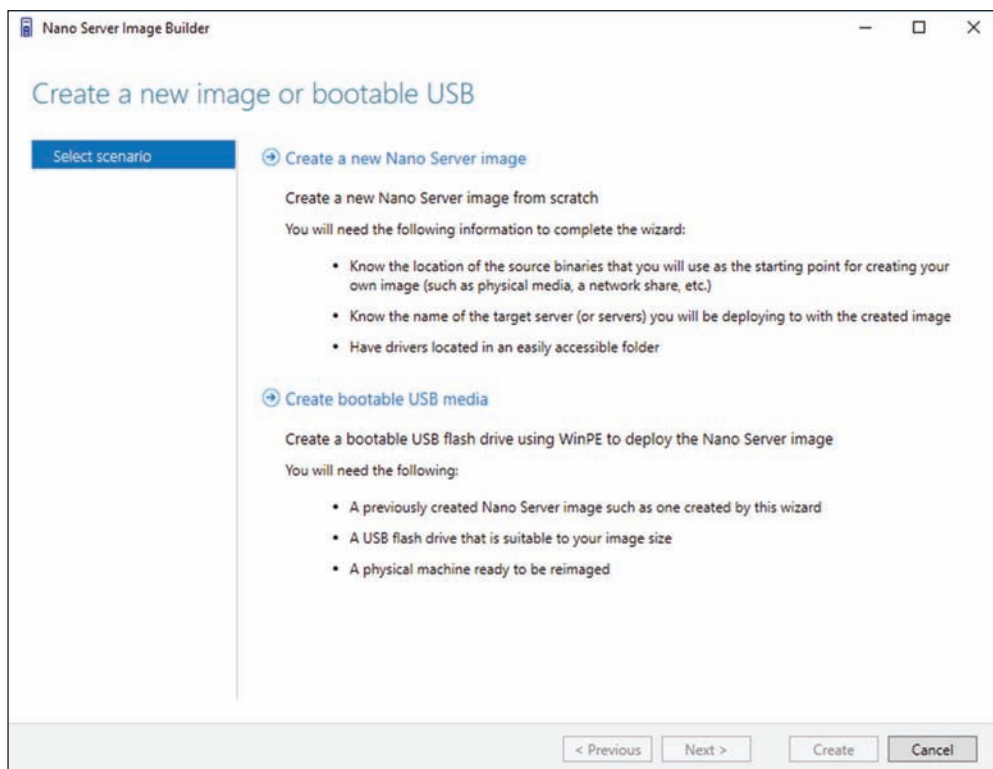 Nano Server Image Builder
Create a new image or bootable USB
Select scenario
Create a new Nano Server image
Create a new Nano Server image from scratch
You will need the following information to complete the wizard:
• Know the location of the source binaries that you will use as the starting point for creating your
own image (such as physical media, a network share, etc.)
• Know the name of the target server (or servers) you will be deploying to with the created image
• Have drivers located in an easily accessible folder
Create bootable USB media
Create a bootable USB flash drive using WinPE to deploy the Nano Server image
You will need the following:
• A previously created Nano Server image such as one created by this wizard
• A USB flash drive that is suitable to your image size
• A physical machine ready to be reimaged
< Previous Next > Create Cancel